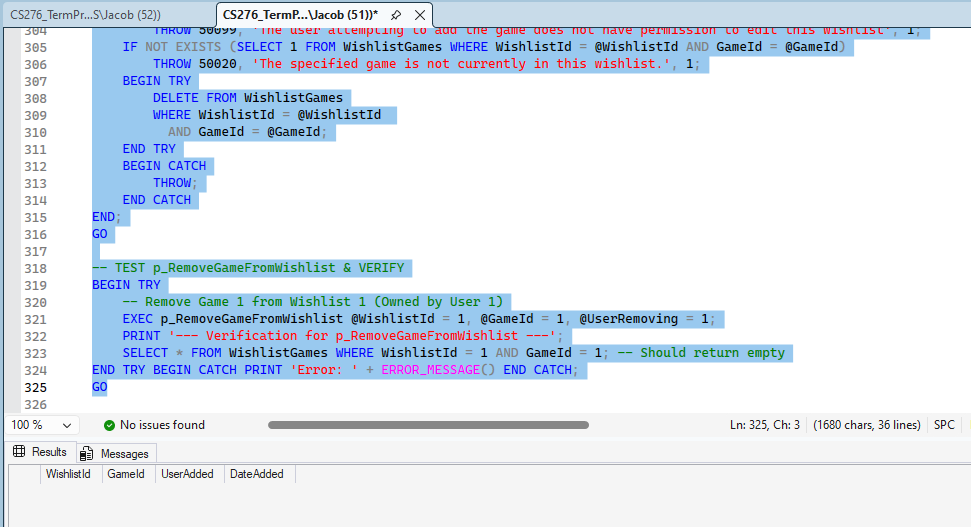 CS276_TermPr...S\Jacob (52))
CS276_TermP...\Jacob (51))*
304 THROW 50099, 'The user attempting to add the game does not have permission to edit this wishlist', 1;
305 IF NOT EXISTS (SELECT 1 FROM WishlistGames WHERE WishlistId = @WishlistId AND GameId = @GameId)
306 THROW 50020, 'The specified game is not currently in this wishlist.', 1;
307 BEGIN TRY
308 DELETE FROM WishlistGames
309 WHERE WishlistId = @WishlistId
310 AND GameId = @GameId;
311 END TRY
312 BEGIN CATCH
313 THROW;
314 END CATCH
315 END;
316 GO
317
318 -- TEST p_RemoveGameFromWishlist & VERIFY
319 BEGIN TRY
320 -- Remove Game 1 from Wishlist 1 (Owned by User 1)
321 EXEC p_RemoveGameFromWishlist @WishlistId = 1, @GameId = 1, @UserRemoving = 1;
322 PRINT '--- Verification for p_RemoveGameFromWishlist ---';
323 SELECT * FROM WishlistGames WHERE WishlistId = 1 AND GameId = 1; -- Should return empty
324 END TRY BEGIN CATCH PRINT 'Error: ' + ERROR_MESSAGE() END CATCH;
325 GO
326
100 % No issues found Ln: 325, Ch: 3 (1680 chars, 36 lines) SPC
Results Messages
WishlistId GameId UserAdded DateAdded